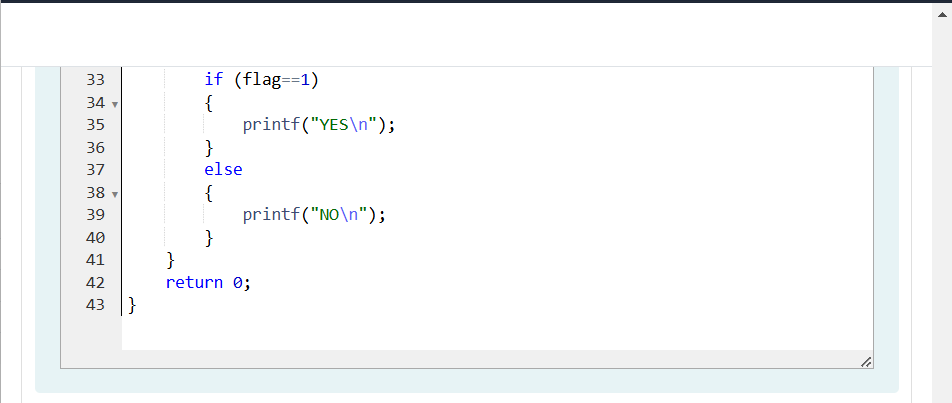 33 if (flag==1)
34 {
35 printf("YES\n");
36 }
37 else
38 {
39 printf("NO\n");
40 }
41 }
42 return 0;
43 }